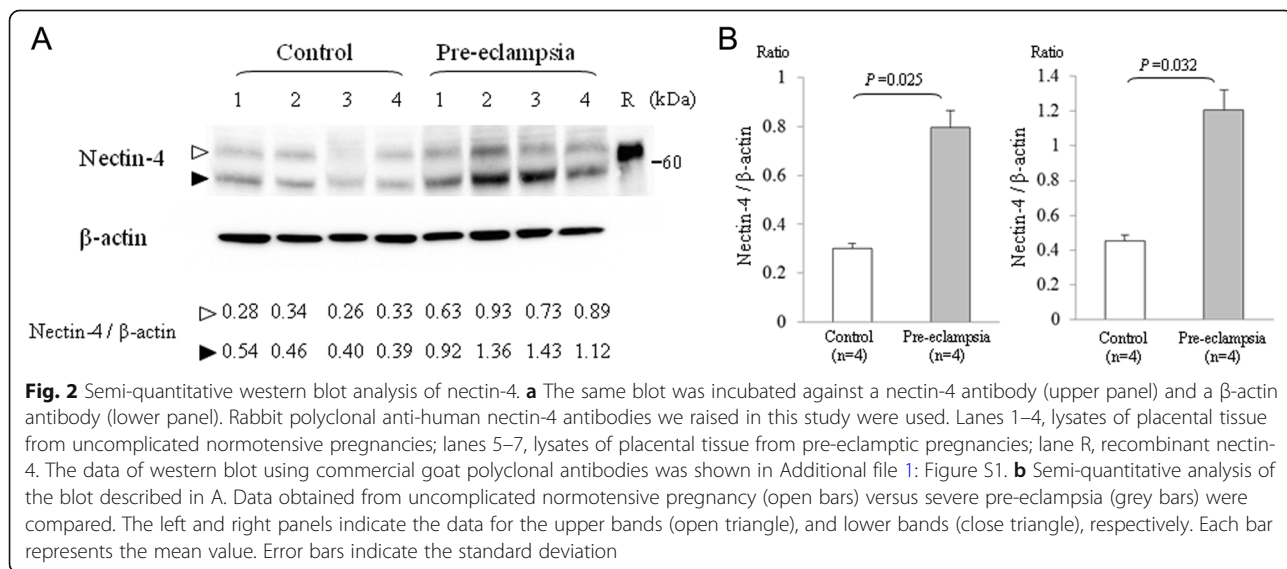 A
Control Pre-eclampsia
1 2 3 4 1 2 3 4 R (kDa)
Nectin-4 ▷
-60
▶
β-actin
▷ 0.28 0.34 0.26 0.33 0.63 0.93 0.73 0.89
Nectin-4 / β-actin
▶ 0.54 0.46 0.40 0.39 0.92 1.36 1.43 1.12
B
Ratio
1
0.8
0.6
0.4
0.2
0
Nectin-4 / β-actin
P=0.025
Control Pre-eclampsia
(n=4) (n=4)
Ratio
1.4
1.2
1
0.8
0.6
0.4
0.2
0
Nectin-4 / β-actin
P=0.032
Control Pre-eclampsia
(n=4) (n=4)
Fig. 2 Semi-quantitative western blot analysis of nectin-4. a The same blot was incubated against a nectin-4 antibody (upper panel) and a β-actin
antibody (lower panel). Rabbit polyclonal anti-human nectin-4 antibodies we raised in this study were used. Lanes 1–4, lysates of placental tissue
from uncomplicated normotensive pregnancies; lanes 5–7, lysates of placental tissue from pre-eclamptic pregnancies; lane R, recombinant nectin-
4. The data of western blot using commercial goat polyclonal antibodies was shown in Additional file 1: Figure S1. b Semi-quantitative analysis of
the blot described in A. Data obtained from uncomplicated normotensive pregnancy (open bars) versus severe pre-eclampsia (grey bars) were
compared. The left and right panels indicate the data for the upper bands (open triangle), and lower bands (close triangle), respectively. Each bar
represents the mean value. Error bars indicate the standard deviation